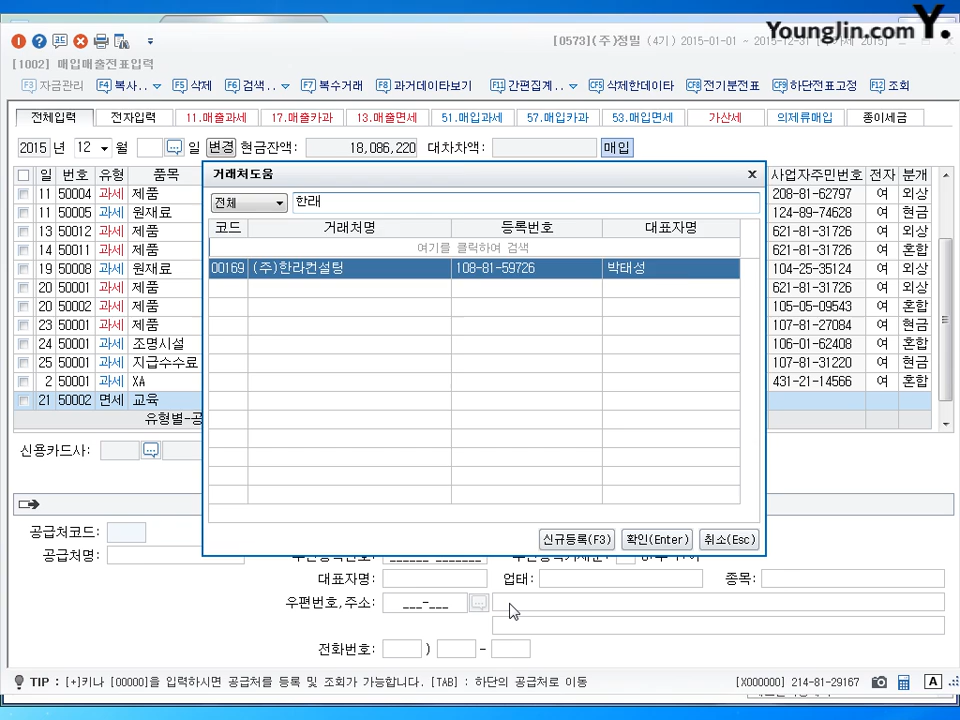 Younglin.com Y.
[0573](주)정밀 (4기) 2015-01-01 ~ 2015-12-31
[1002] 매입매출전표입력
F3 자금관리 F4 복사.. F5 삭제 F6 검색.. F7 복수거래 F8 과거데이타보기 F11 간편집계.. CF5 삭제한데이타 CF8 전기분전표 CF9 하단전표고정 F12 조회
전체입력 전자입력 11.매출과세 17.매출카과 13.매출면세 51.매입과세 57.매입카과 53.매입면세 가산세 의제류매입 종이세금
2015 년 12 월 일 변경 현금잔액: 18,086,220 대차차액: 매입
일 번호 유형 품목 사업자주민번호 전자 분개
11 50004 과세 제품 208-81-62797 여 외상
11 50005 과세 원재료 124-89-74628 여 현금
13 50012 과세 제품 621-81-31726 여 외상
14 50011 과세 제품 621-81-31726 여 혼합
19 50008 과세 원재료 104-25-35124 여 외상
20 50001 과세 제품 621-81-31726 여 외상
20 50002 과세 제품 105-05-09543 여 혼합
23 50001 과세 제품 107-81-27084 여 현금
24 50001 과세 조명시설 106-01-62408 여 혼합
25 50001 과세 지급수수료 107-81-31220 여 현금
2 50001 과세 XA 431-21-14566 여 혼합
21 50002 면세 교육
유형별-공
거래처도움 x
전체 한래
코드 거래처명 등록번호 대표자명
여기를 클릭하여 검색
00169 (주)한라컨설팅 108-81-59726 박태성
신규등록(F3) 확인(Enter) 취소(Esc)
신용카드사:
공급처코드:
공급처명:
대표자명: 업태: 종목:
우편번호,주소: ___-___
전화번호: ) -
TIP : [+]키나 [00000]을 입력하시면 공급처를 등록 및 조회가 가능합니다. [TAB] : 하단의 공급처로 이동 [X000000] 214-81-29167 A